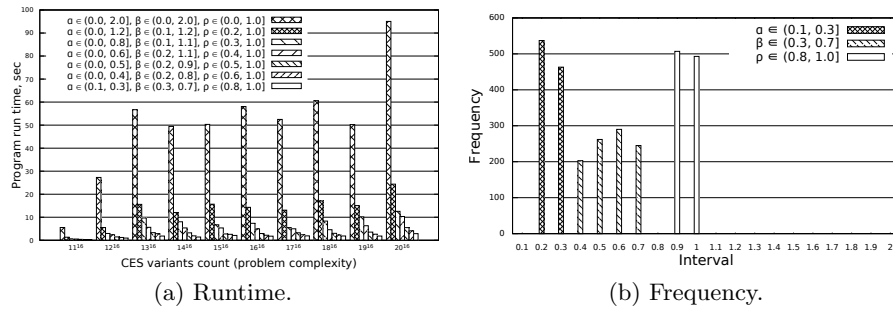 Program run time, sec
100
90
80
70
60
50
40
30
20
10
0
α ∈ (0.0, 2.0], β ∈ (0.0, 2.0], ρ ∈ (0.0, 1.0]
α ∈ (0.0, 1.2], β ∈ (0.1, 1.2], ρ ∈ (0.2, 1.0]
α ∈ (0.0, 0.8], β ∈ (0.1, 1.1], ρ ∈ (0.3, 1.0]
α ∈ (0.0, 0.6], β ∈ (0.2, 1.1], ρ ∈ (0.4, 1.0]
α ∈ (0.0, 0.5], β ∈ (0.2, 0.9], ρ ∈ (0.5, 1.0]
α ∈ (0.0, 0.4], β ∈ (0.2, 0.8], ρ ∈ (0.6, 1.0]
α ∈ (0.1, 0.3], β ∈ (0.3, 0.7], ρ ∈ (0.8, 1.0]
11¹⁶ 12¹⁶ 13¹⁶ 14¹⁶ 15¹⁶ 16¹⁶ 17¹⁶ 18¹⁶ 19¹⁶ 20¹⁶
CES variants count (problem complexity)
(a) Runtime.
Frequency
600
500
400
300
200
100
0
α ∈ (0.1, 0.3]
β ∈ (0.3, 0.7]
ρ ∈ (0.8, 1.0]
0.1 0.2 0.3 0.4 0.5 0.6 0.7 0.8 0.9 1 1.1 1.2 1.3 1.4 1.5 1.6 1.7 1.8 1.9
Interval
(b) Frequency.